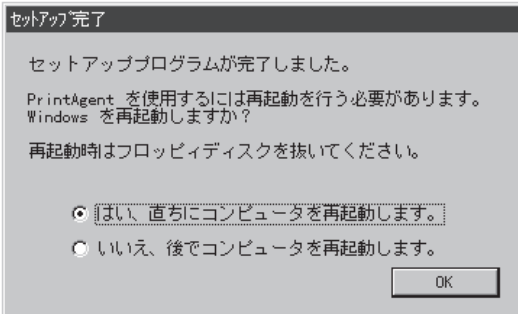 ｾｯﾄｱｯﾌﾟ完了
セットアッププログラムが完了しました。
PrintAgent を使用するには再起動を行う必要があります。
Windows を再起動しますか？
再起動時はフロッピィディスクを抜いてください。
はい、直ちにコンピュータを再起動します。
いいえ、後でコンピュータを再起動します。
OK